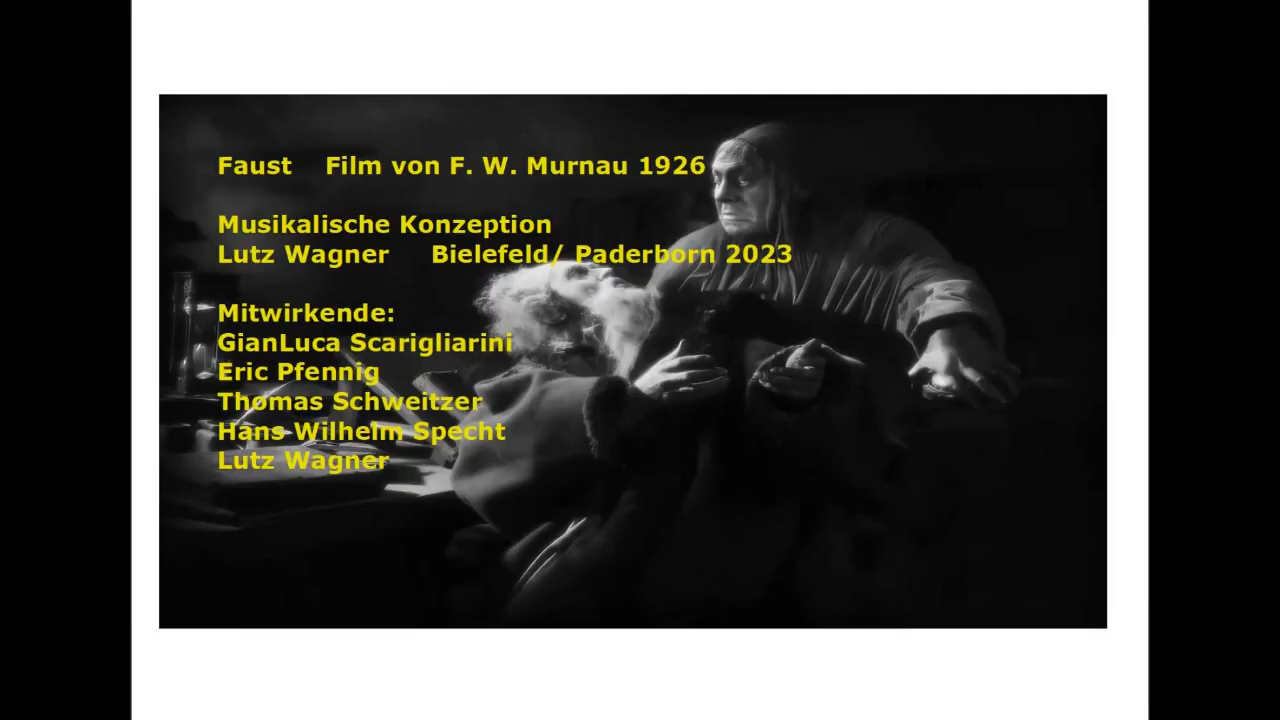 Faust    Film von F. W. Murnau 1926
Musikalische Konzeption
Lutz Wagner     Bielefeld/ Paderborn 2023
Mitwirkende:
GianLuca Scarigliarini
Eric Pfennig
Thomas Schweitzer
Hans Wilhelm Specht
Lutz Wagner